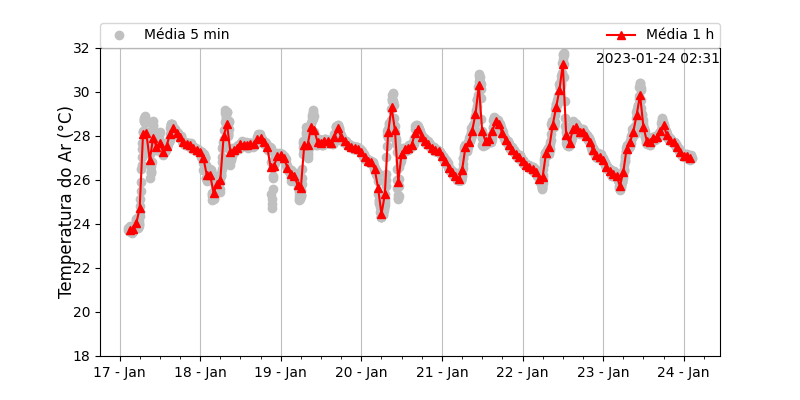 Média 5 min
Média 1 h
2023-01-24 02:31
Temperatura do Ar (°C)
32
30
28
26
24
22
20
18
17 - Jan
18 - Jan
19 - Jan
20 - Jan
21 - Jan
22 - Jan
23 - Jan
24 - Jan